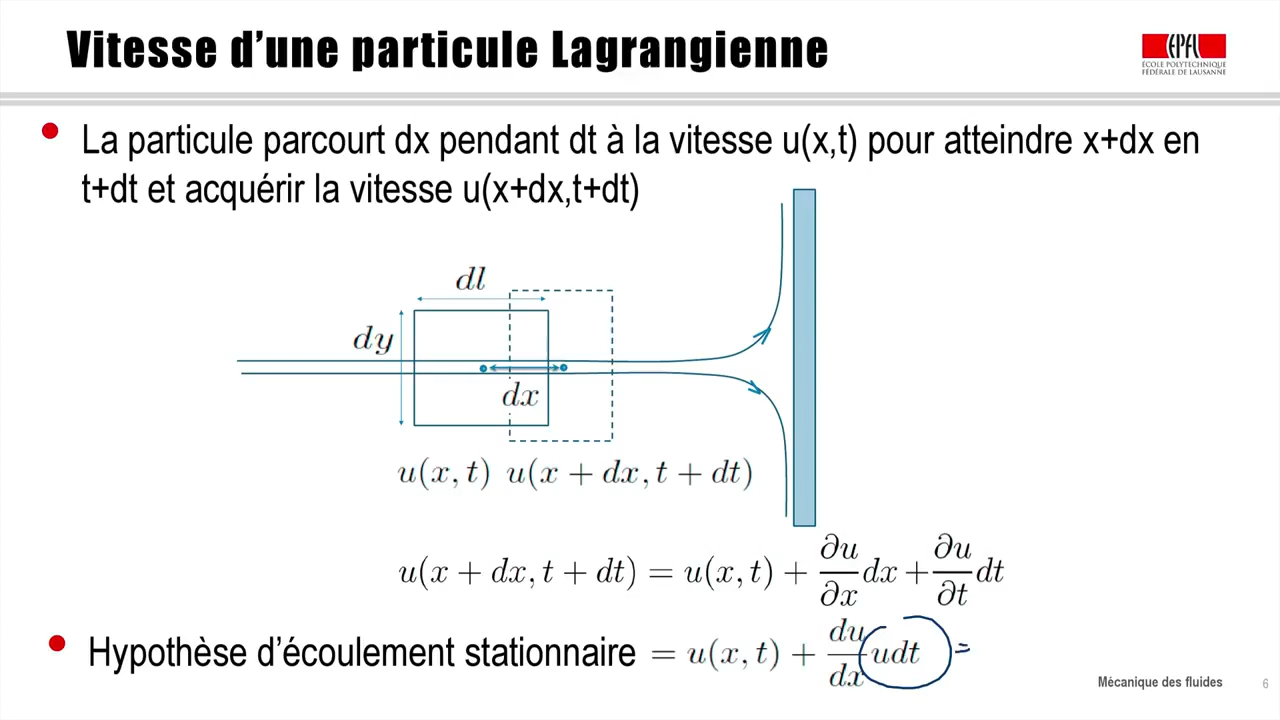 Vitesse d’une particule Lagrangienne
EPFL
ÉCOLE POLYTECHNIQUE
FÉDÉRALE DE LAUSANNE
La particule parcourt dx pendant dt à la vitesse u(x,t) pour atteindre x+dx en
t+dt et acquérir la vitesse u(x+dx,t+dt)
dl
dy
dx
u(x, t) u(x + dx, t + dt)
u(x + dx, t + dt) = u(x, t) + ∂u/∂x dx + ∂u/∂t dt
Hypothèse d’écoulement stationnaire = u(x, t) + du/dx udt =
Mécanique des fluides 6